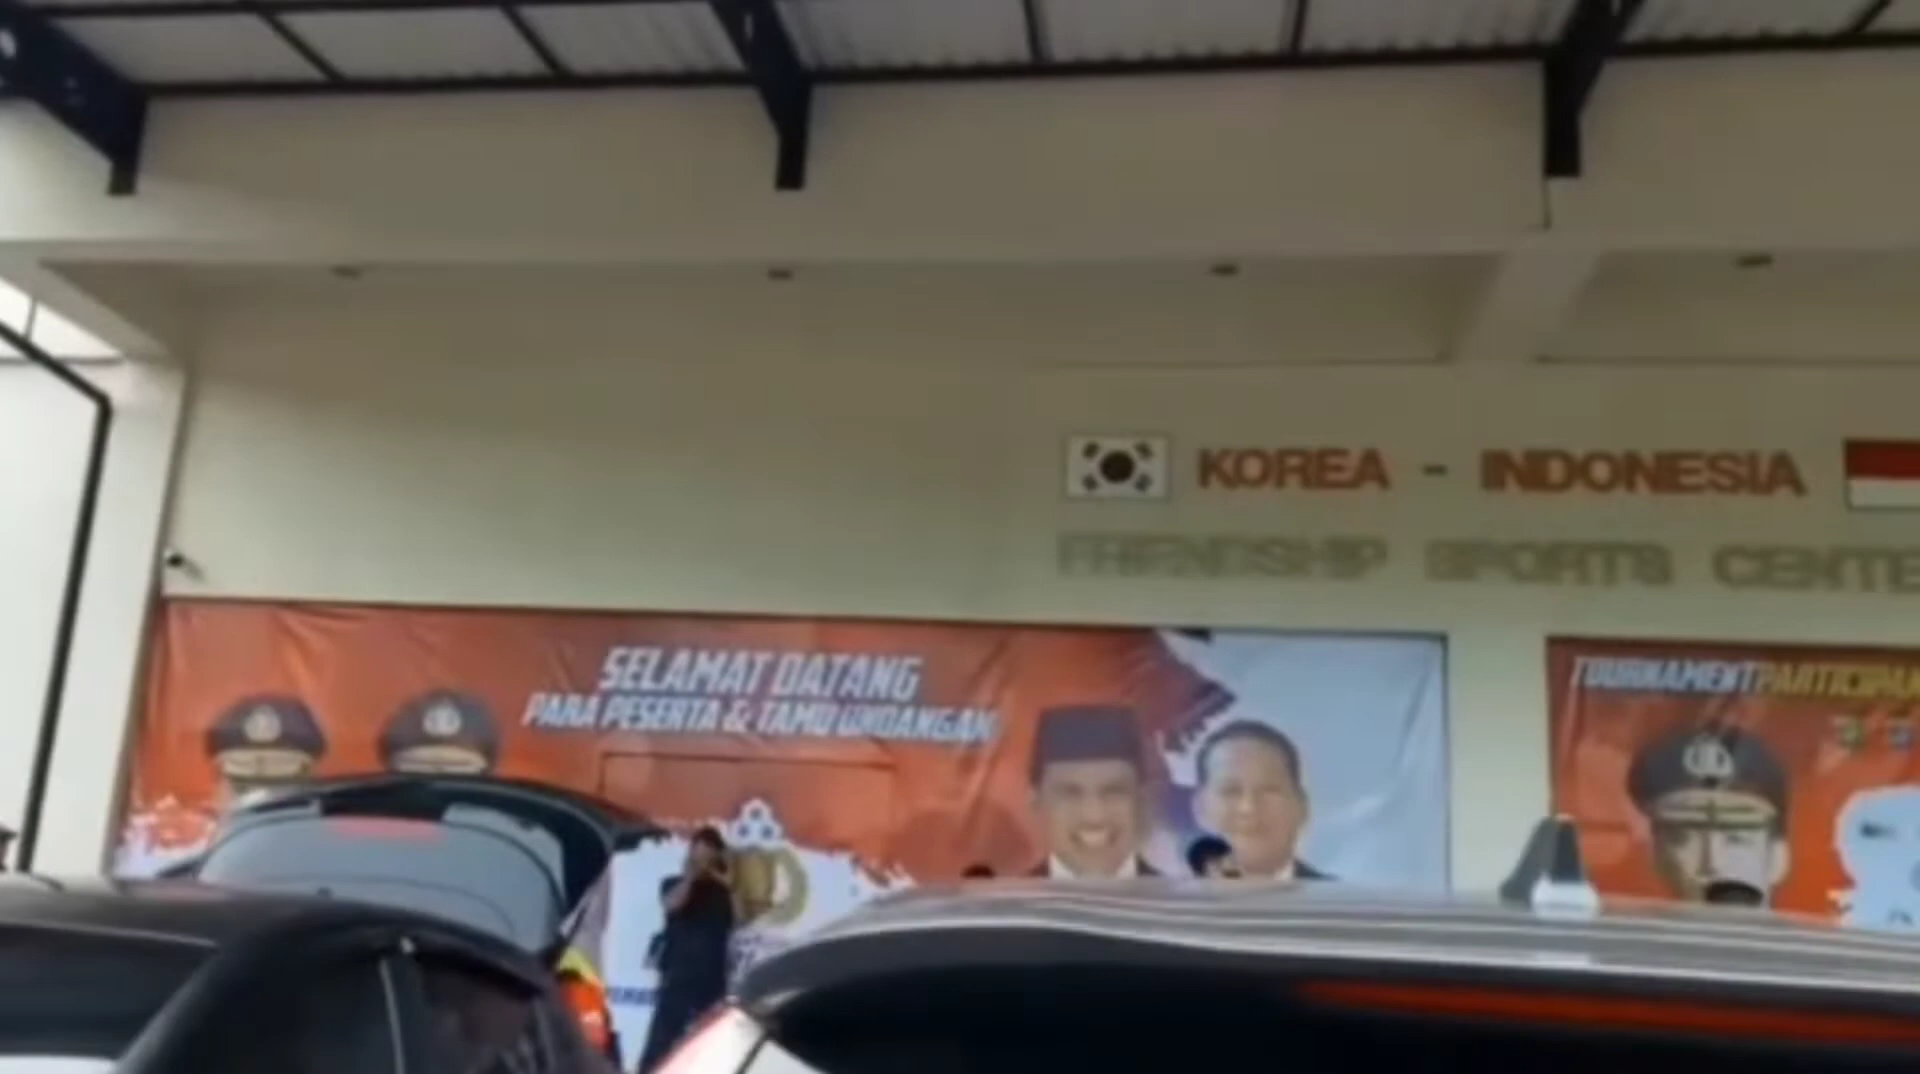 KOREA - INDONESIA
FRIENDSHIP SPORTS CENTE
SELAMAT DATANG
PARA PESERTA & TAMU UNDANGAN
TOURNAMENT PARTICIPA